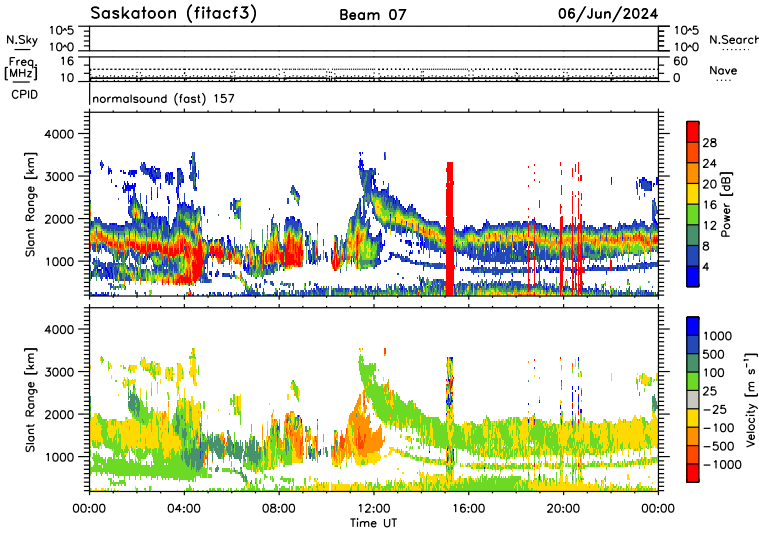 Saskatoon (fitacf3) Beam 07 06/Jun/2024
N.Sky 10^5 10^0 10^5 10^0 N.Search
Freq. [MHz] 16 10 60 0 Nave
CPID normalsound (fast) 157
Slant Range [km] 4000 3000 2000 1000
28 24 20 16 12 8 4 Power [dB]
Slant Range [km] 4000 3000 2000 1000
1000 500 100 25 -25 -100 -500 -1000 Velocity [m s⁻¹]
00:00 04:00 08:00 12:00 16:00 20:00 00:00
Time UT